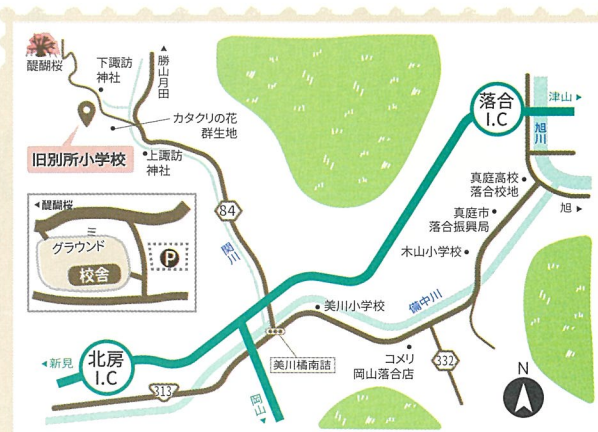 醍醐桜
下諏訪
神社
▲
勝山月田
カタクリの花
群生地
旧別所小学校
上諏訪
神社
84
関川
◀醍醐桜
グラウンド
校舎
P
落合
I.C
津山▶
旭川
真庭高校
落合校地
旭▶
真庭市
落合振興局
木山小学校
備中川
美川小学校
美川橋南詰
コメリ
岡山落合店
332
◀新見
北房
I.C
313
岡山▶
N